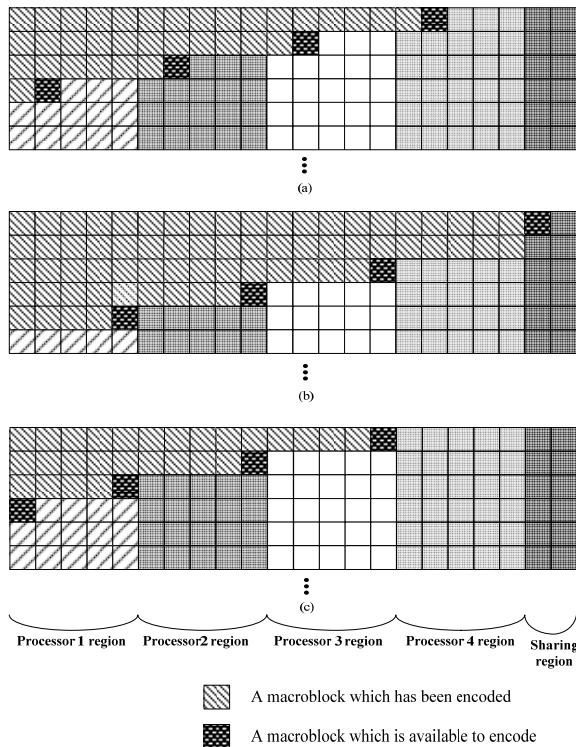 (a)
(b)
(c)
Processor 1 region
Processor2 region
Processor 3 region
Processor 4 region
Sharing
region
A macroblock which has been encoded
A macroblock which is available to encode